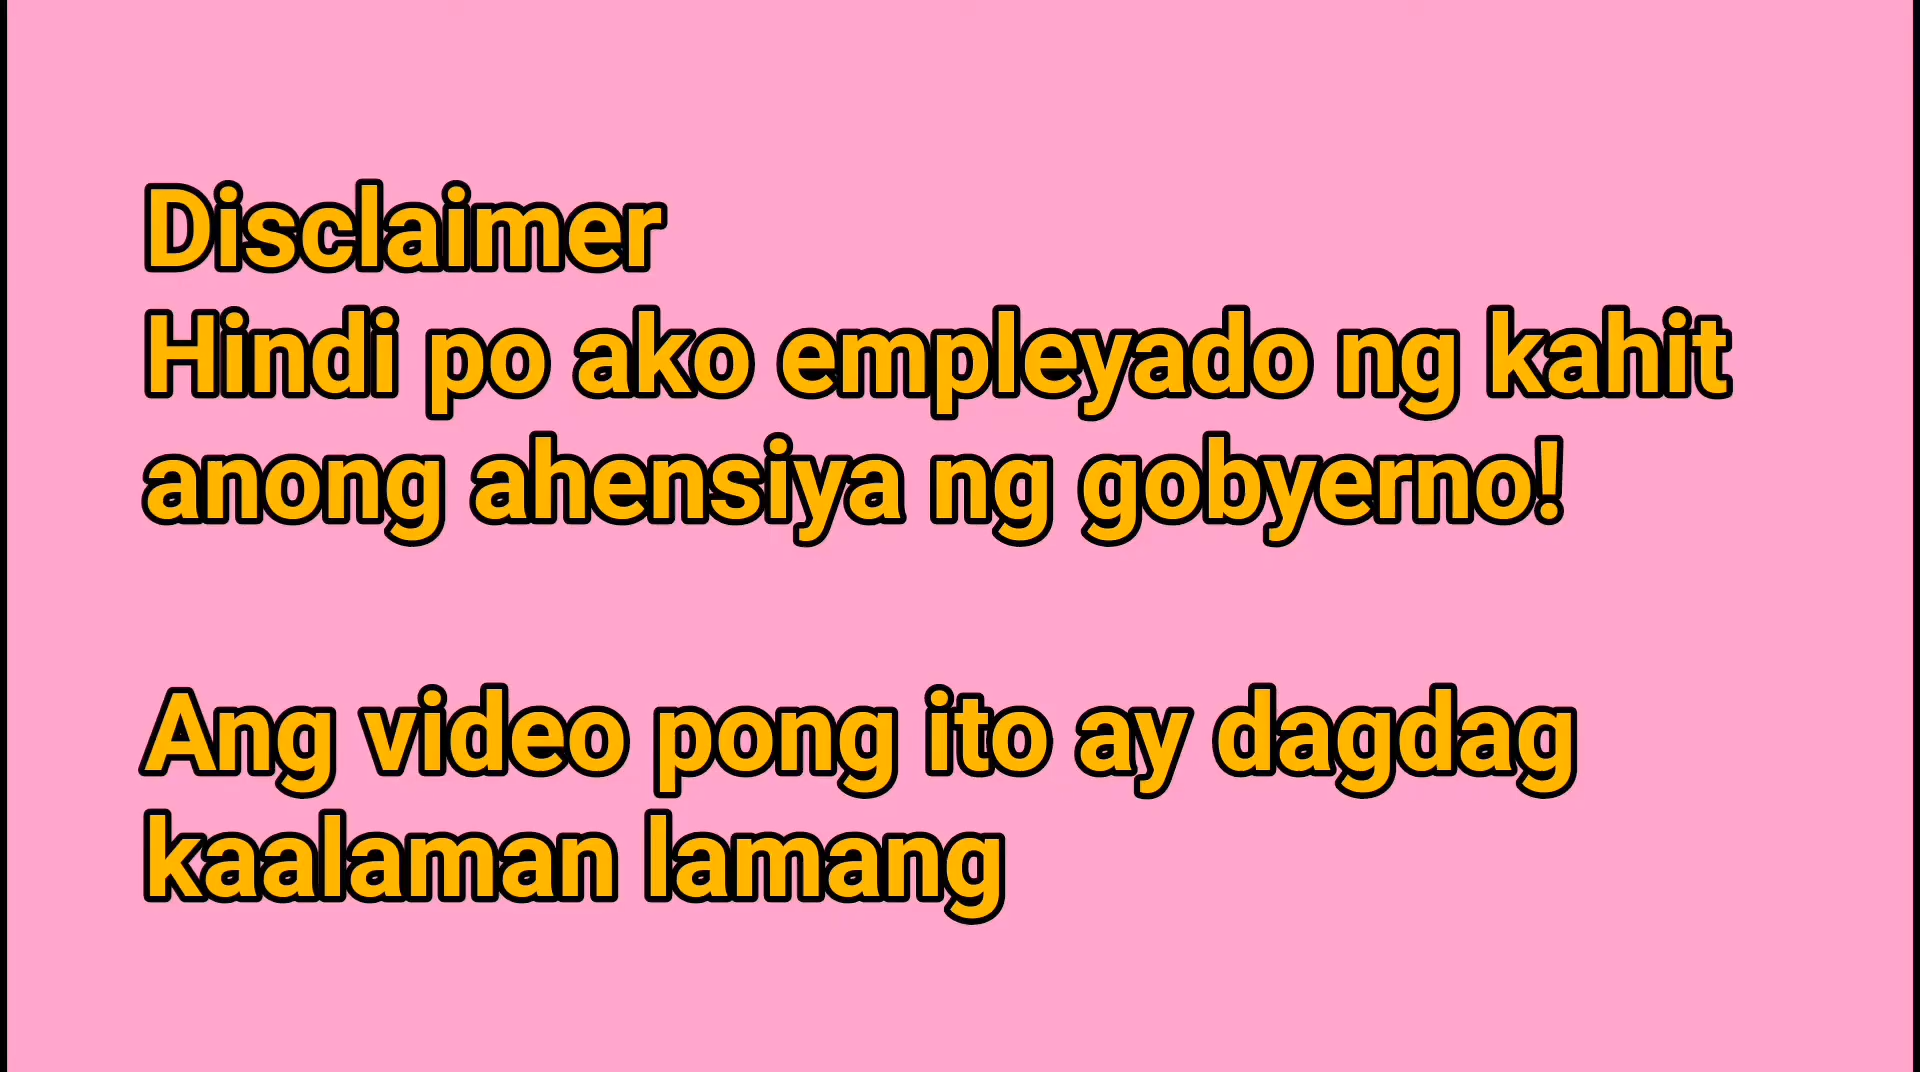 Disclaimer
Hindi po ako empleyado ng kahit
anong ahensiya ng gobyerno!
Ang video pong ito ay dagdag
kaalaman lamang